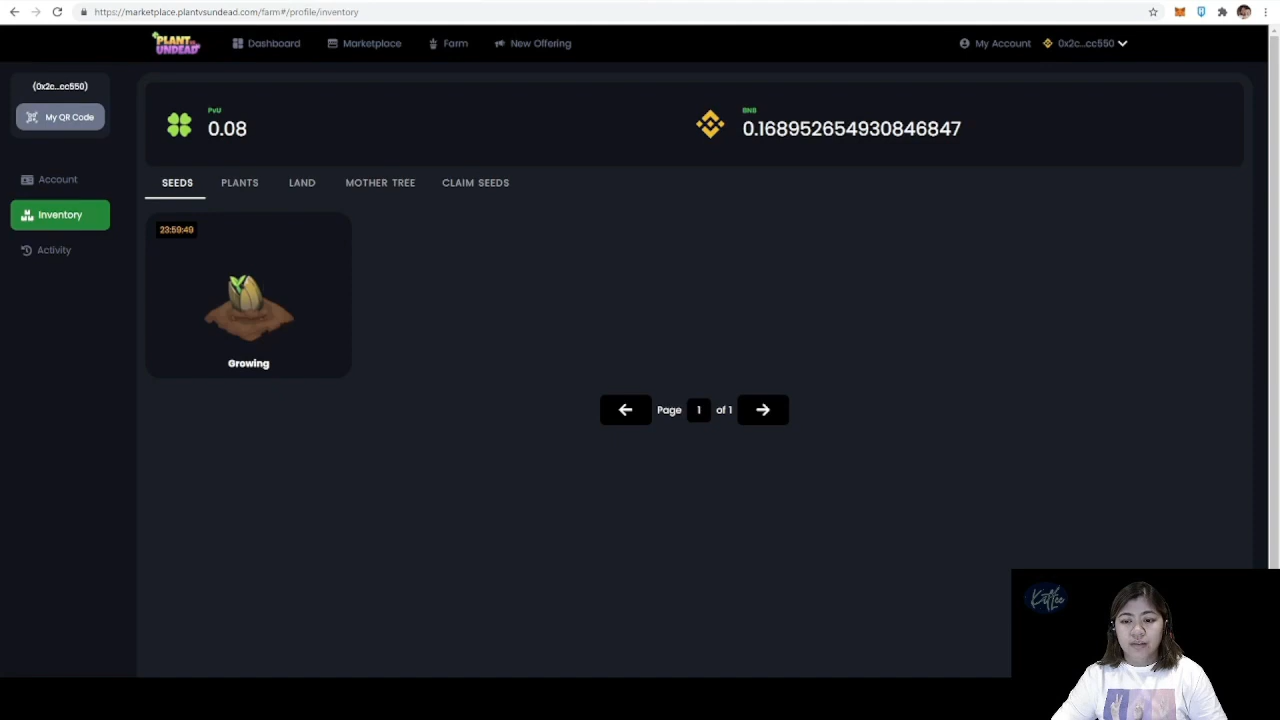 https://marketplace.plantvsundead.com/farm#/profile/inventory
PLANT
UNDEAD
Dashboard
Marketplace
Farm
New Offering
My Account
0x2c...cc550
(0x2c...cc550)
My QR Code
Account
Inventory
Activity
PVU
0.08
BNB
0.168952654930846847
SEEDS
PLANTS
LAND
MOTHER TREE
CLAIM SEEDS
23:59:49
Growing
Page 1 of 1